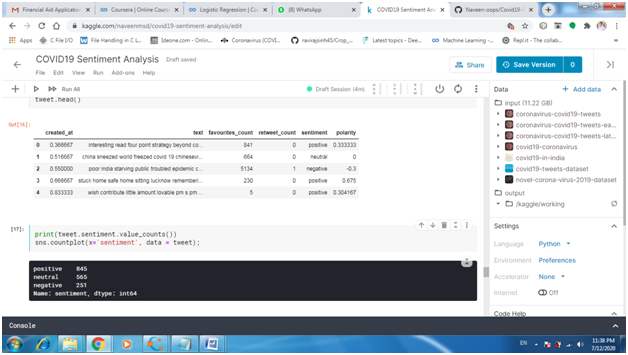 Financial Aid Application
Coursera | Online Cours
Logistic Regression | Co
(8) WhatsApp
COVID19 Sentiment An
Naveen-oops/Covid19-
kaggle.com/naveenmsd/covid19-sentiment-analysis/edit
Apps
C File I/O
File Handling in C L...
Ideone.com - Onlin...
Coronavirus (COVI...
ravirajsinh45/Crop_...
Latest topics - Dee...
Machine Learning -...
Repl.it - The collab...
COVID19 Sentiment Analysis Draft saved
File Edit View Run Add-ons Help
Share
Save Version 0
Run All
Draft Session (4m)
tweet.head()
Out[16]:
created_at text favourites_count retweet_count sentiment polarity
0 0.366667 interesting read four point strategy beyond co... 841 0 positive 0.333333
1 0.516667 china sneezed world freezed covid 19 chinesevi... 664 0 neutral 0
2 0.550000 poor india starving public troubled epidemic c... 5134 1 negative -0.3
3 0.666667 stuck home safe home sitting lucknow rememberi... 230 0 positive 0.675
4 0.833333 wish contribute little amount lovable pm s pm ... 5 0 positive 0.304167
[17]:
print(tweet.sentiment.value_counts())
sns.countplot(x='sentiment', data = tweet);
positive 845
neutral 565
negative 251
Name: sentiment, dtype: int64
Data
+ Add data
input (11.22 GB)
coronavirus-covid19-tweets
coronavirus-covid19-tweets-ea...
coronavirus-covid19-tweets-lat...
covid19-coronavirus
covid19-in-india
covid19-tweets-dataset
novel-corona-virus-2019-dataset
output
/kaggle/working
Settings
Language Python
Environment Preferences
Accelerator None
Internet Off
Code Help
Console
EN
11:38 PM
7/12/2020